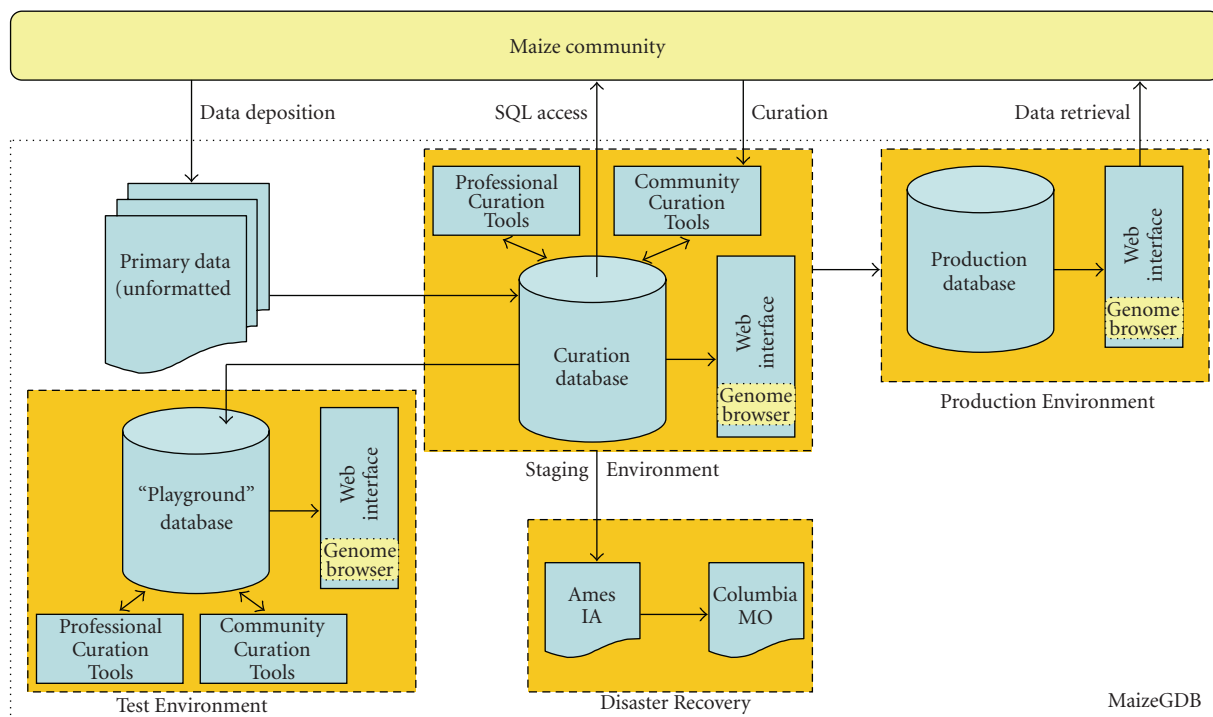 Maize community
Data deposition
SQL access
Curation
Data retrieval
Primary data
(unformatted
Professional
Curation
Tools
Community
Curation
Tools
Curation
database
Web
interface
Genome
browser
Staging Environment
Production
database
Web
interface
Genome
browser
Production Environment
“Playground”
database
Web
interface
Genome
browser
Professional
Curation
Tools
Community
Curation
Tools
Test Environment
Ames
IA
Columbia
MO
Disaster Recovery
MaizeGDB